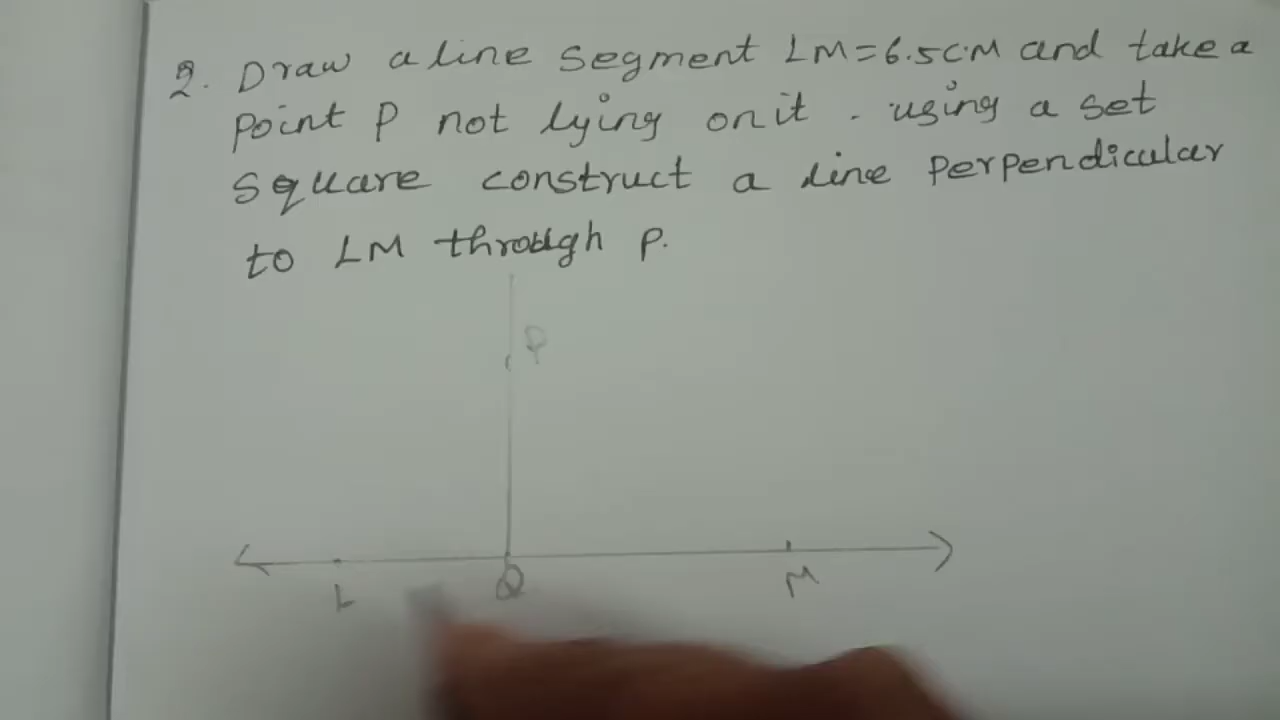 2. Draw a line segment LM=6.5c.M and take a
point P not lying on it. using a set
square construct a line perpendicular
to LM through P.
P
L Q M